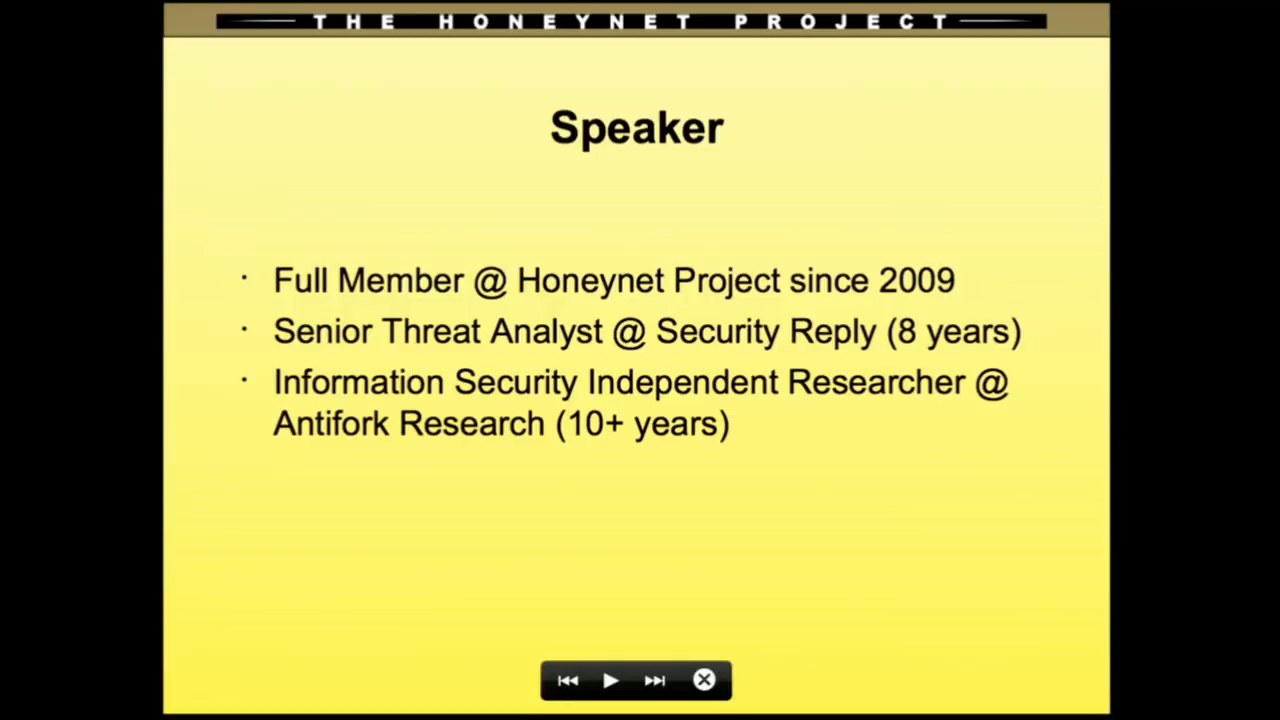 THE HONEYNET PROJECT
Speaker
· Full Member @ Honeynet Project since 2009
· Senior Threat Analyst @ Security Reply (8 years)
· Information Security Independent Researcher @
Antifork Research (10+ years)